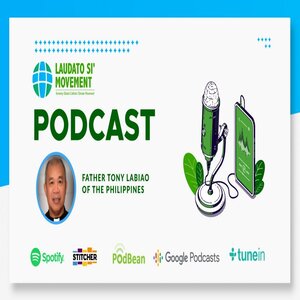 LAUDATO SI'
MOVEMENT
PODCAST
FATHER TONY LABIAO
OF THE PHILIPPINES
Spotify
STITCHER
PODBean
Google Podcasts
tunein